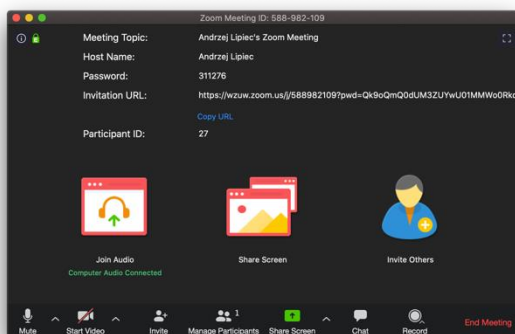 Zoom Meeting ID: 588-982-109
Meeting Topic: Andrzej Lipiec's Zoom Meeting
Host Name: Andrzej Lipiec
Password: 311276
Invitation URL: https://wzuw.zoom.us/j/588982109?pwd=Qk9oQmQ0dUM3ZUYwU01MMWo0Rkd
Copy URL
Participant ID: 27
Join Audio Share Screen Invite Others
Computer Audio Connected
1
Mute Start Video Invite Manage Participants Share Screen Chat Record End Meeting